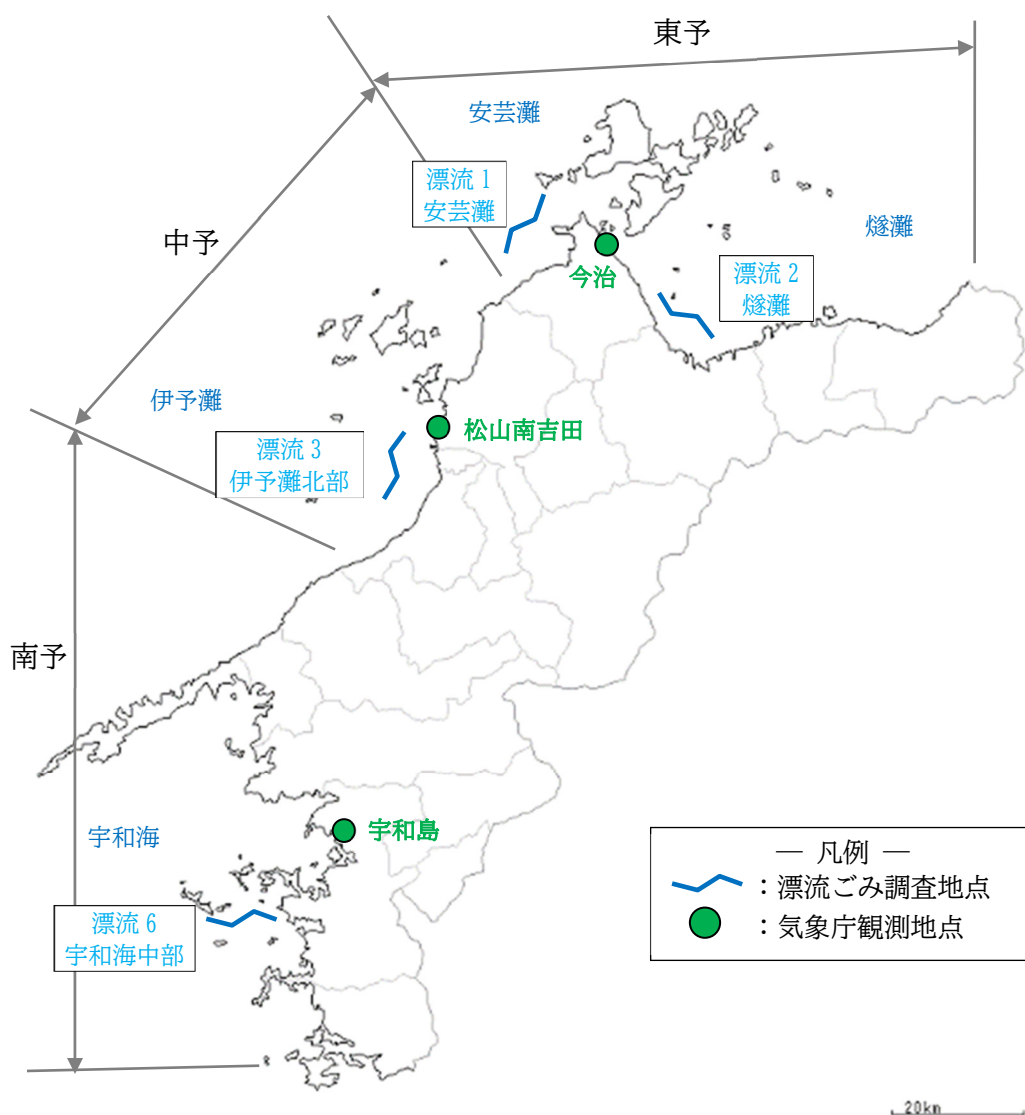 東予
安芸灘
漂流 1
安芸灘
中予
燧灘
今治
漂流 2
燧灘
伊予灘
松山南吉田
漂流 3
伊予灘北部
南予
宇和海
宇和島
漂流 6
宇和海中部
― 凡例 ―
：漂流ごみ調査地点
：気象庁観測地点
20km